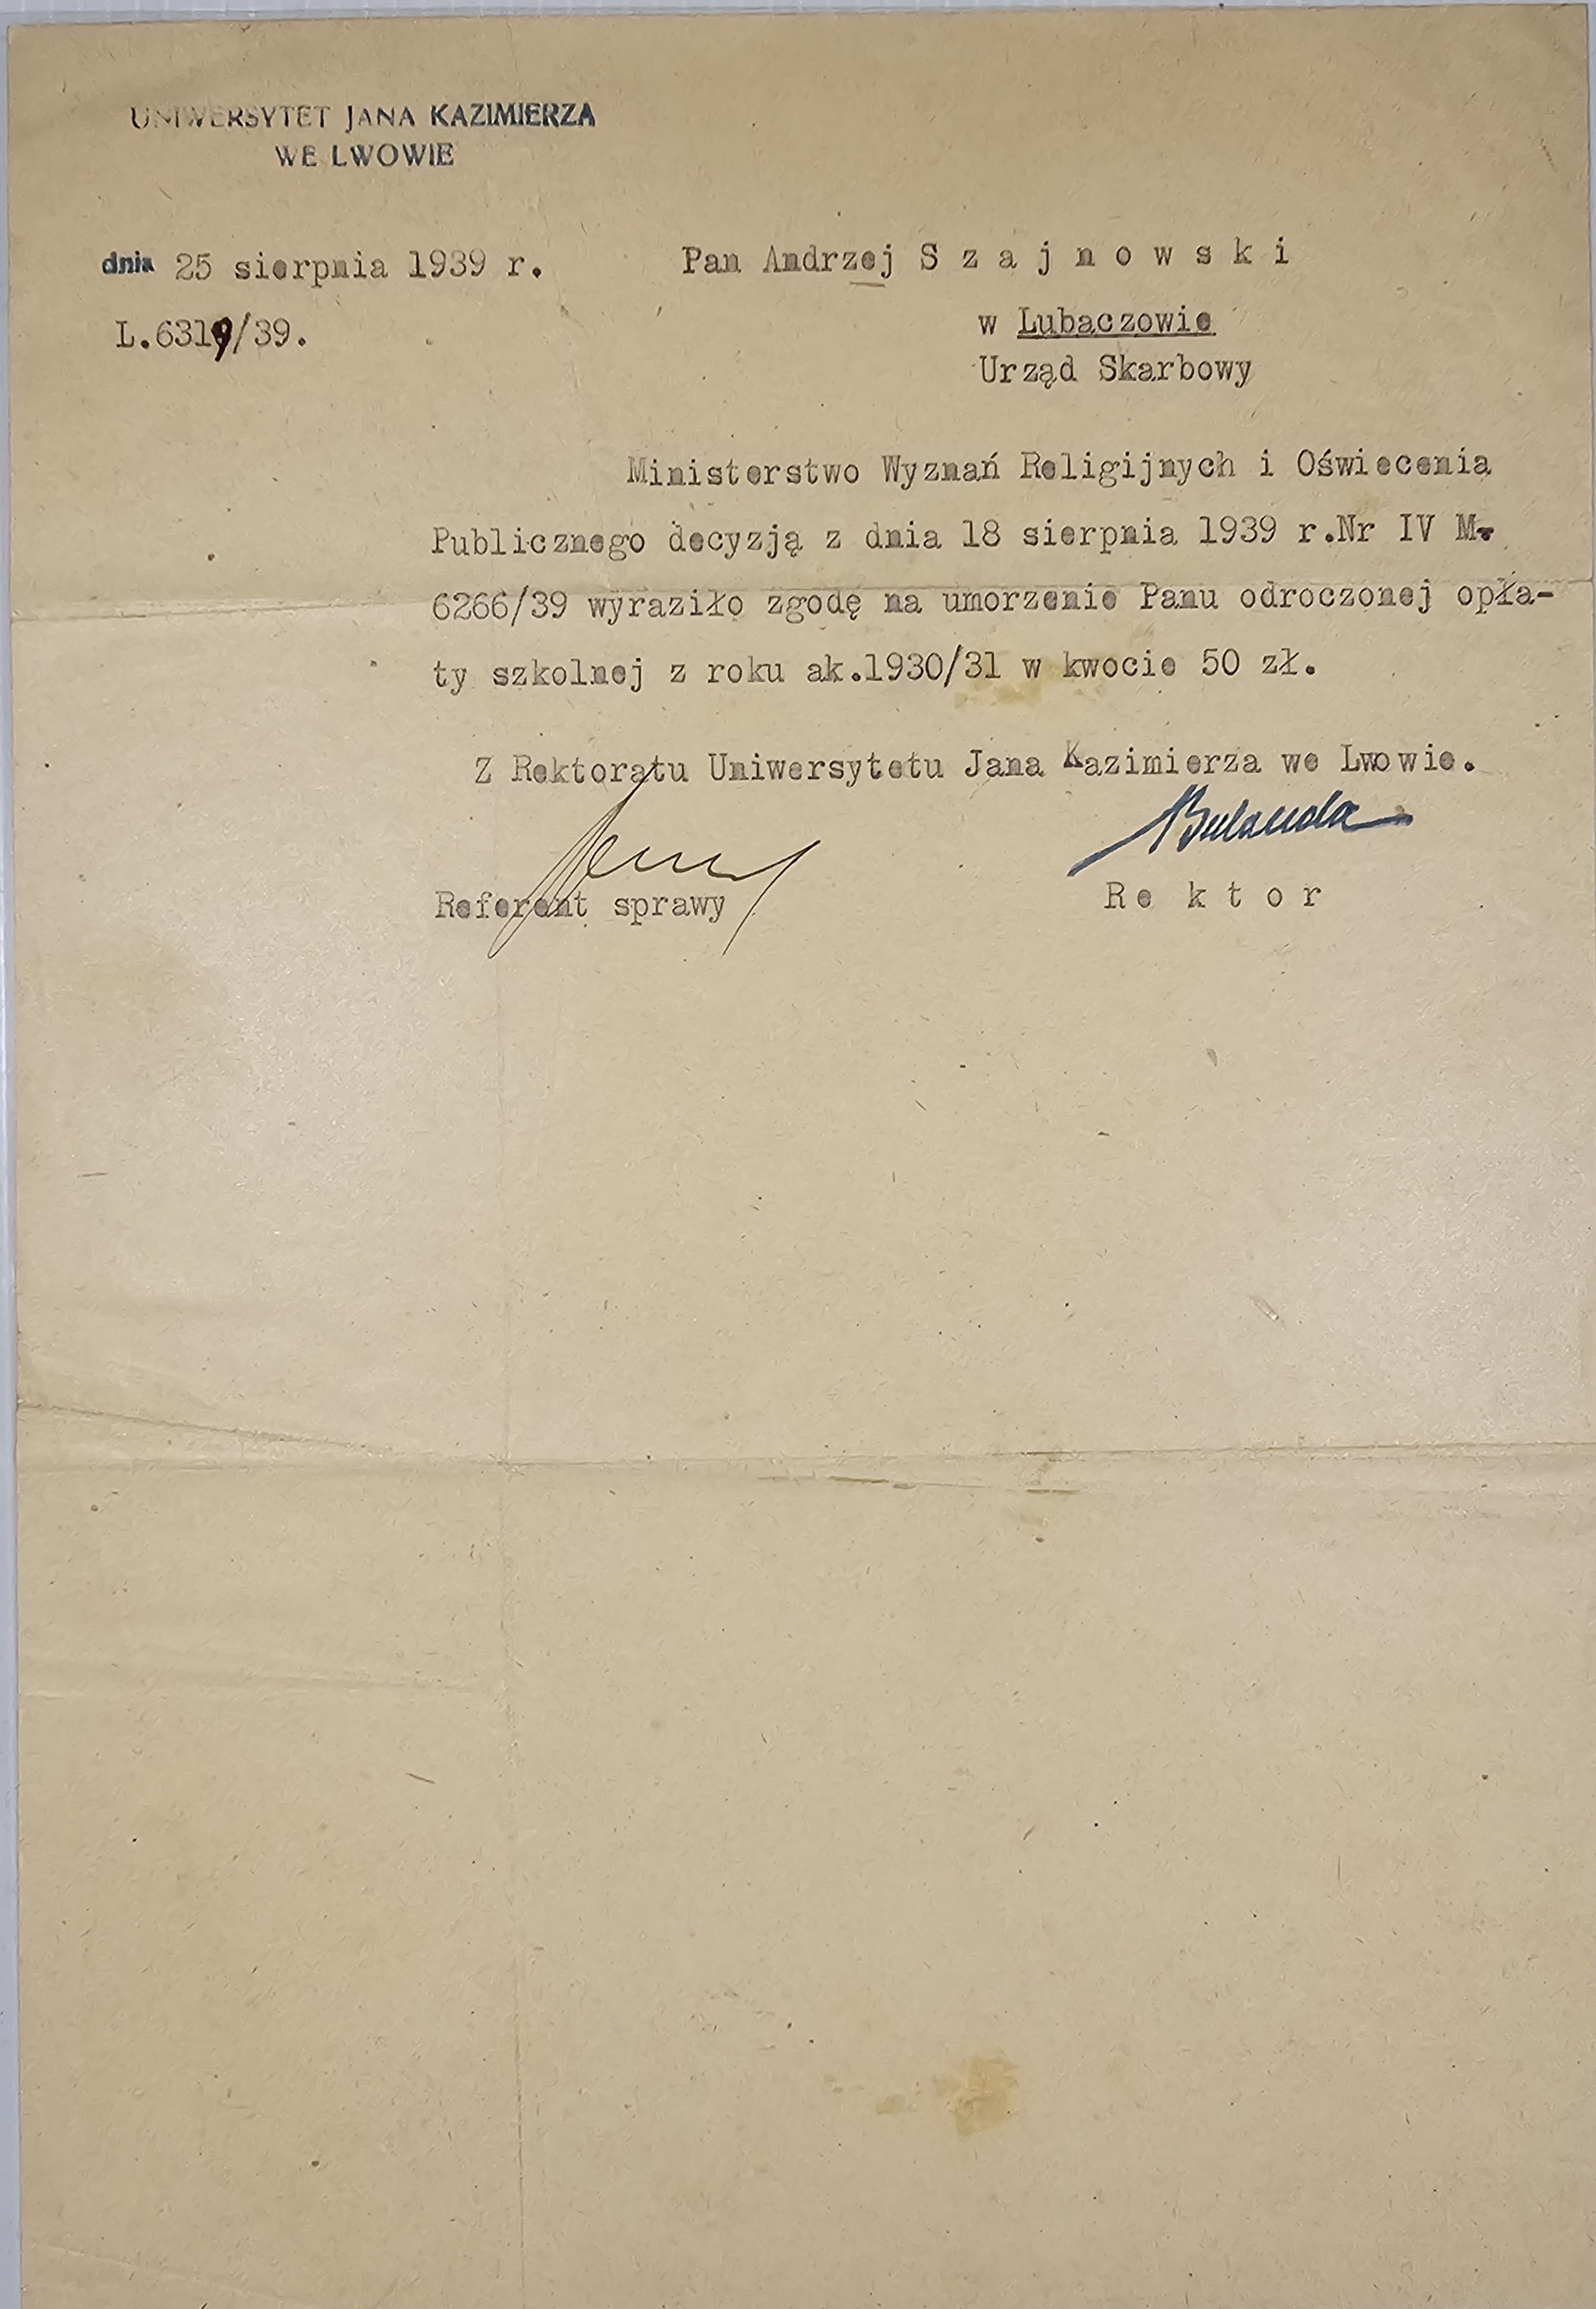 UNIWERSYTET JANA KAZIMIERZA
WE LWOWIE
dnia 25 sierpnia 1939 r.
L.6319/39.
Pan Andrzej S z a j n o w s k i
w Lubaczowie
Urząd Skarbowy
Ministerstwo Wyznań Religijnych i Oświecenia
Publicznego decyzją z dnia 18 sierpnia 1939 r.Nr IV M-
6266/39 wyraziło zgodę na umorzenie Panu odroczonej opła-
ty szkolnej z roku ak.1930/31 w kwocie 50 zł.
Z Rektoratu Uniwersytetu Jana Kazimierza we Lwowie.
Bulanda
Referent sprawy
R e k t o r